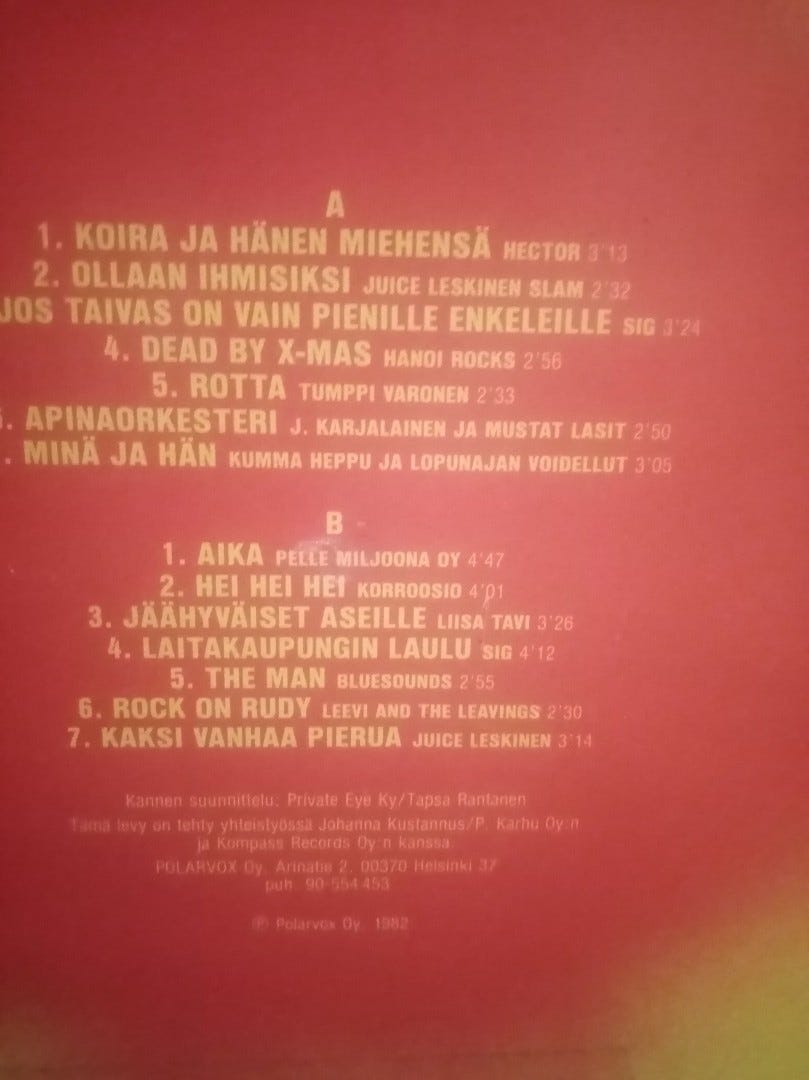 A
1. KOIRA JA HÄNEN MIEHENSÄ HECTOR 3'13
2. OLLAAN IHMISIKSI JUICE LESKINEN SLAM 2'32
JOS TAIVAS ON VAIN PIENILLE ENKELEILLE SIG 3'24
4. DEAD BY X-MAS HANOI ROCKS 2'56
5. ROTTA TUMPPI VARONEN 2'33
. APINAORKESTERI J. KARJALAINEN JA MUSTAT LASIT 2'50
. MINÄ JA HÄN KUMMA HEPPU JA LOPUNAJAN VOIDELLUT 3'05
B
1. AIKA PELLE MILJOONA OY 4'47
2. HEI HEI HEI KORROOSIO 4'01
3. JÄÄHYVÄISET ASEILLE LIISA TAVI 3'26
4. LAITAKAUPUNGIN LAULU SIG 4'12
5. THE MAN BLUESOUNDS 2'55
6. ROCK ON RUDY LEEVI AND THE LEAVINGS 2'30
7. KAKSI VANHAA PIERUA JUICE LESKINEN 3'14
Kannen suunnittelu: Private Eye Ky/Tapsa Rantanen
Tämä levy on tehty yhteistyössä Johanna Kustannus/P. Karhu Oy:n
ja Kompass Records Oy:n kanssa.
POLARVOX Oy, Arinatie 2, 00370 Helsinki 37
puh. 90-554 453
℗ Polarvox Oy. 1982